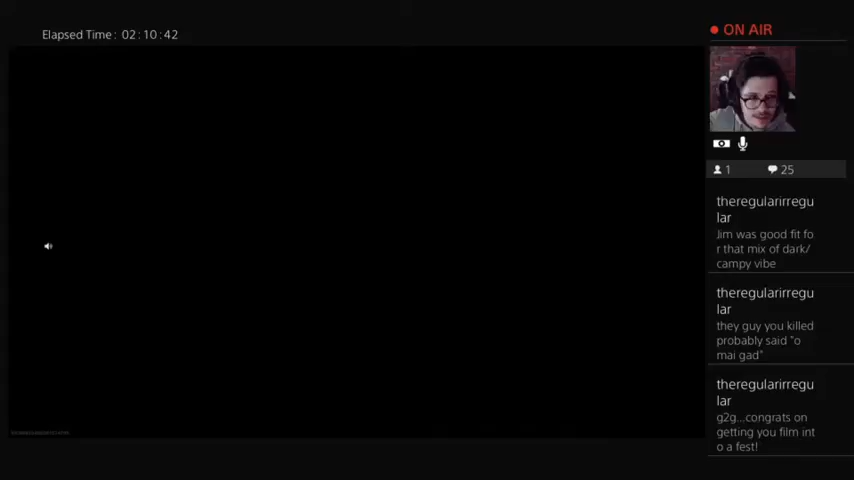 Elapsed Time: 02:10:42
ON AIR
1
25
theregularirregu
lar
Jim was good fit fo
r that mix of dark/
campy vibe
theregularirregu
lar
they guy you killed
probably said "o
mai gad"
theregularirregu
lar
g2g...congrats on
getting you film int
o a fest!